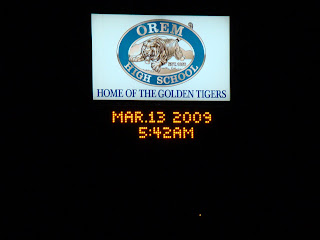 OREM
HIGH SCHOOL
HOME OF THE GOLDEN TIGERS
MAR.13 2009
5:42AM